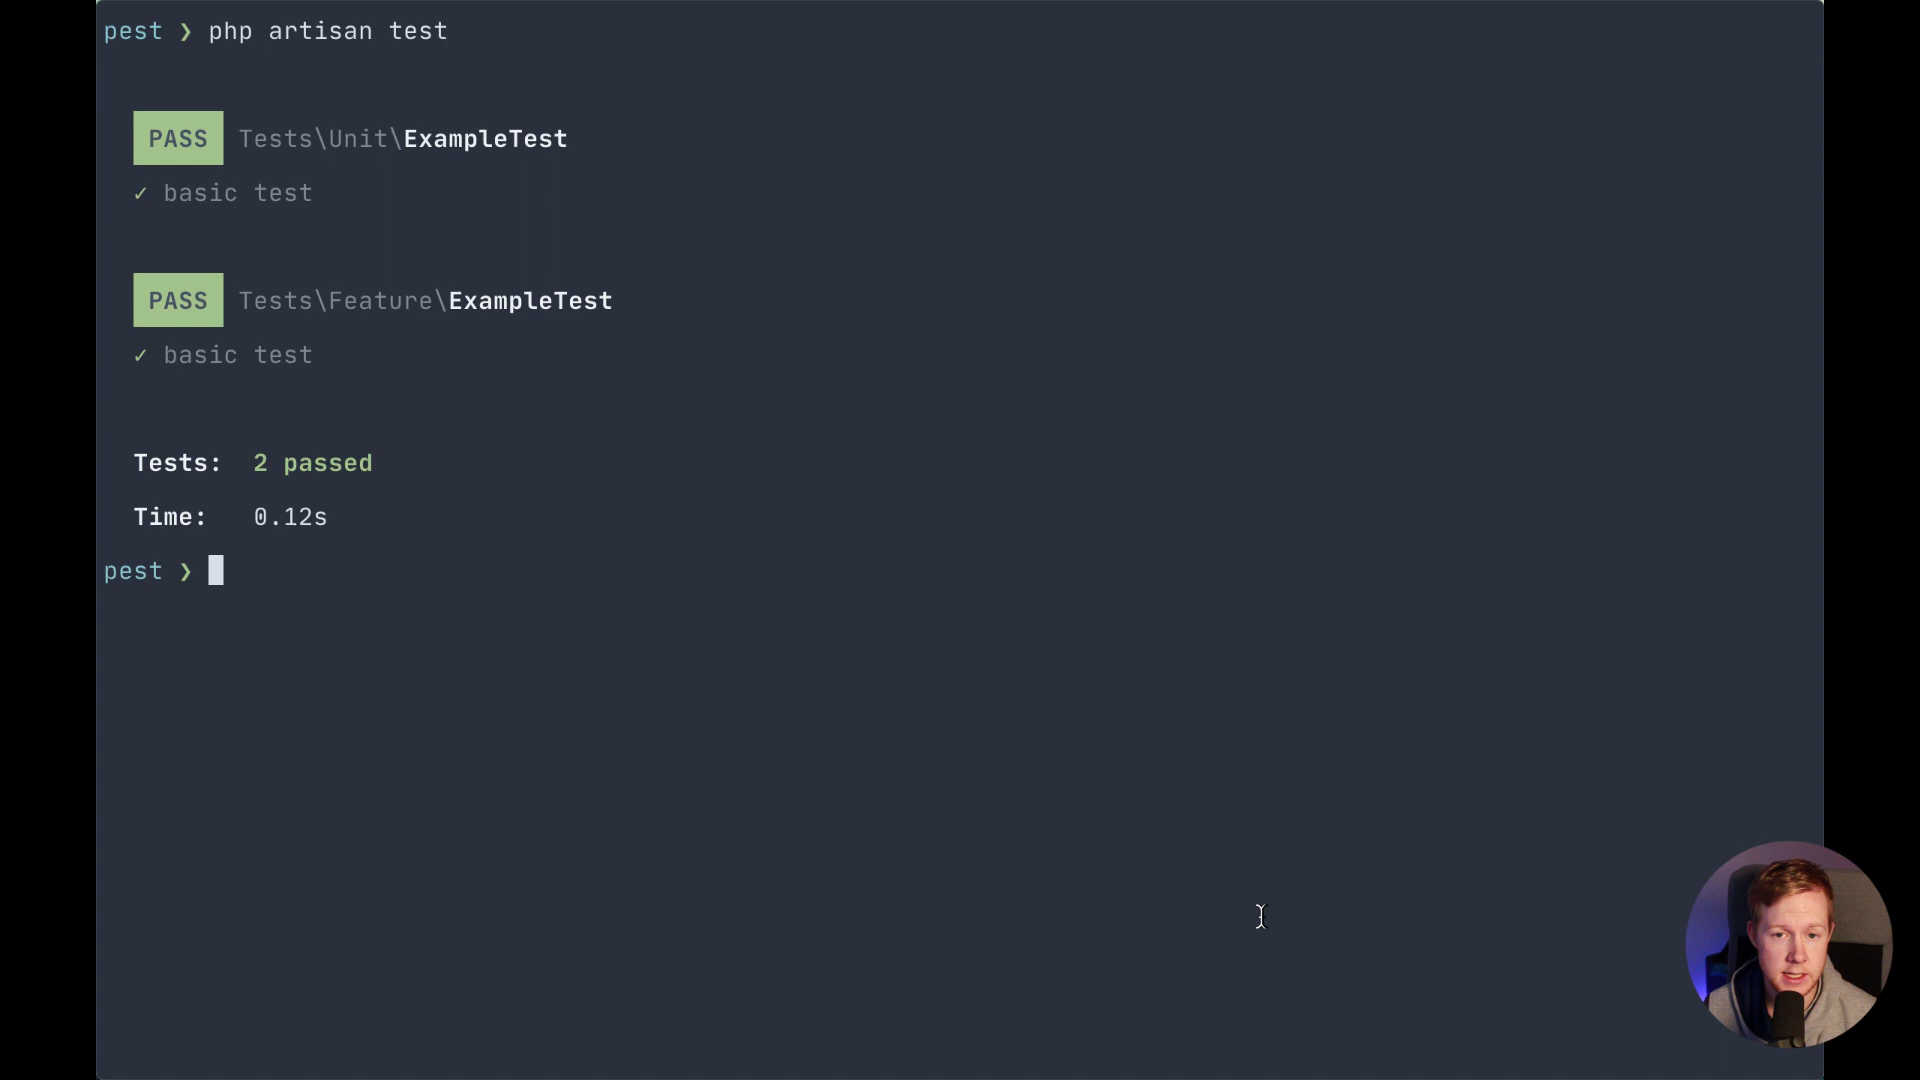 pest ❯ php artisan test
PASS Tests\Unit\ExampleTest
✓ basic test
PASS Tests\Feature\ExampleTest
✓ basic test
Tests: 2 passed
Time: 0.12s
pest ❯